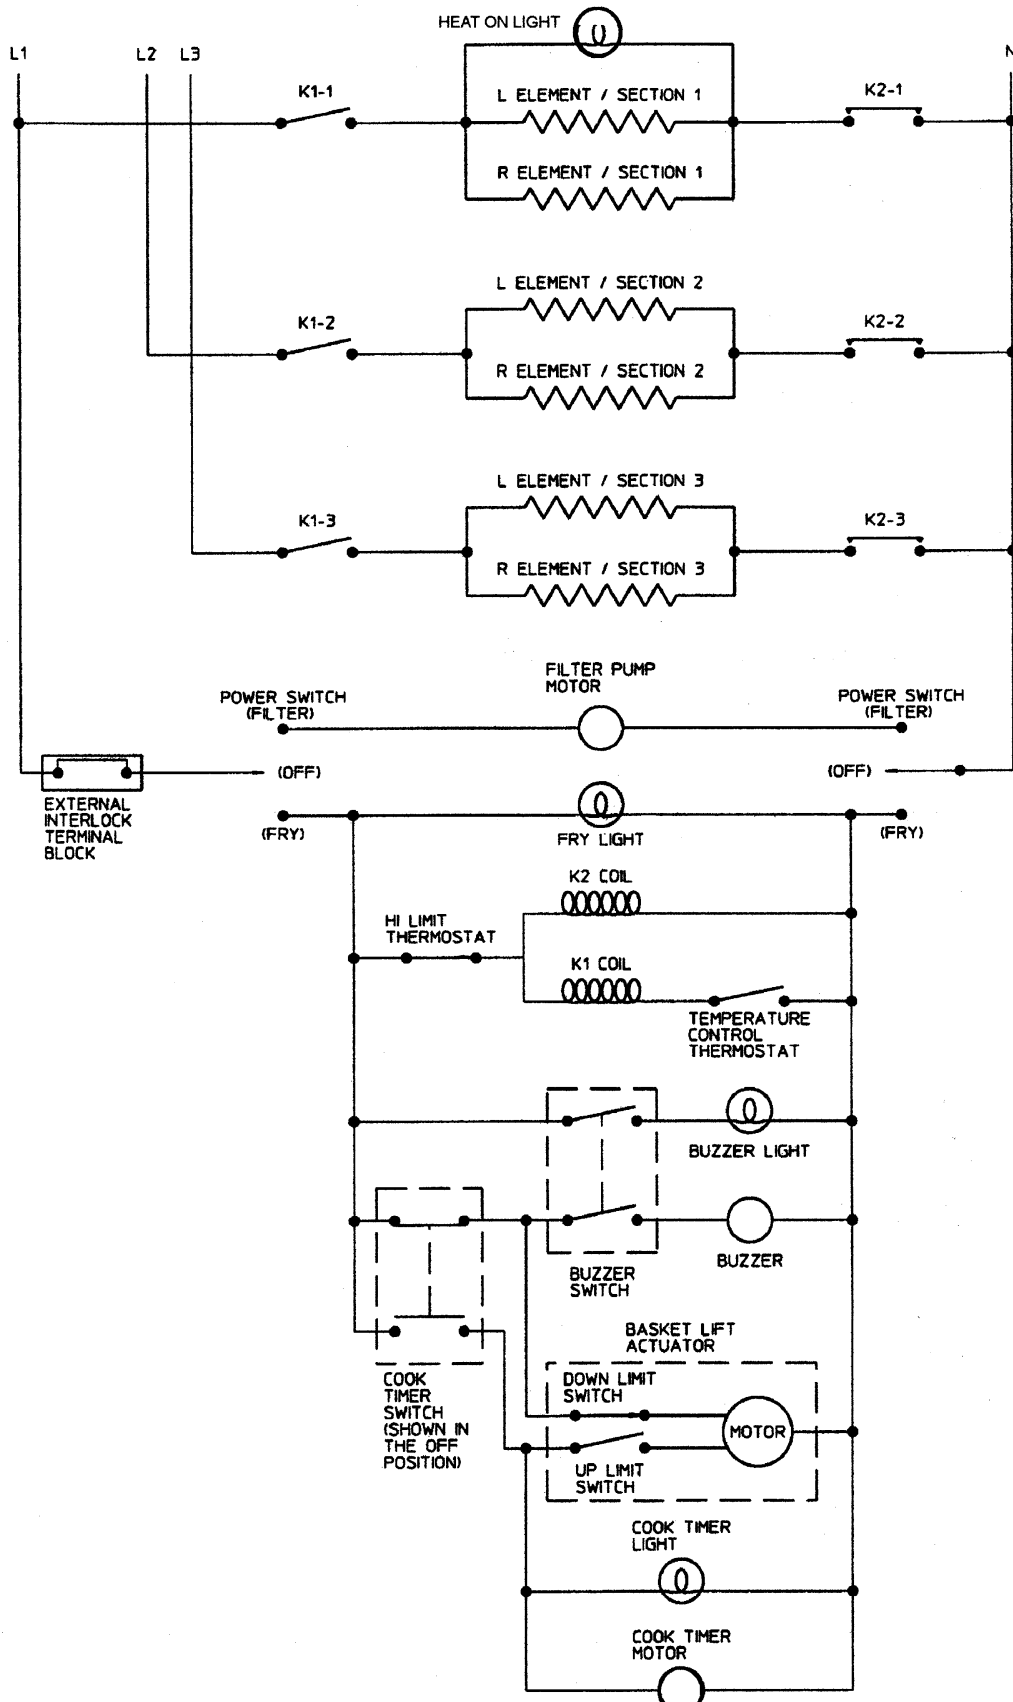 HEAT ON LIGHT
L1
L2
L3
N
K1-1
L ELEMENT / SECTION 1
K2-1
R ELEMENT / SECTION 1
L ELEMENT / SECTION 2
K1-2
K2-2
R ELEMENT / SECTION 2
L ELEMENT / SECTION 3
K1-3
K2-3
R ELEMENT / SECTION 3
FILTER PUMP
MOTOR
POWER SWITCH
(FILTER)
POWER SWITCH
(FILTER)
(OFF)
(OFF)
EXTERNAL
INTERLOCK
TERMINAL
BLOCK
(FRY)
FRY LIGHT
(FRY)
K2 COIL
HI LIMIT
THERMOSTAT
K1 COIL
TEMPERATURE
CONTROL
THERMOSTAT
BUZZER LIGHT
BUZZER
SWITCH
BUZZER
BASKET LIFT
ACTUATOR
COOK
TIMER
SWITCH
(SHOWN IN
THE OFF
POSITION)
DOWN LIMIT
SWITCH
MOTOR
UP LIMIT
SWITCH
COOK TIMER
LIGHT
COOK TIMER
MOTOR